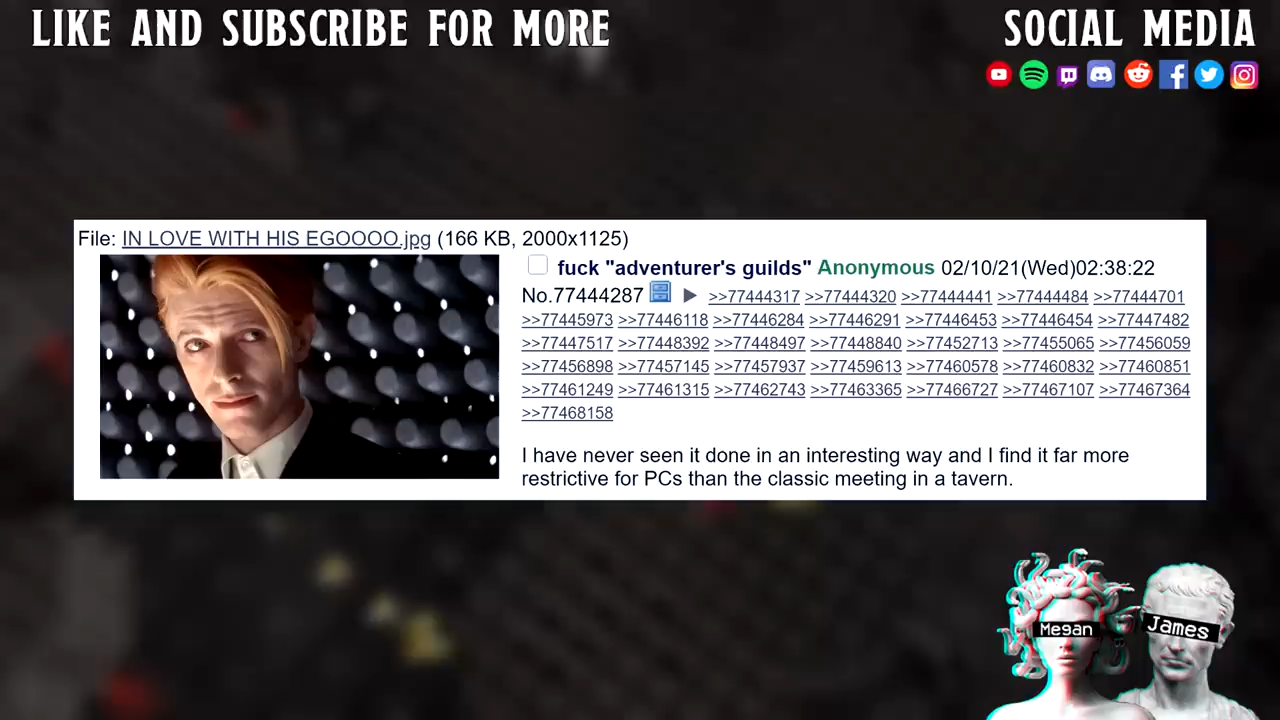 LIKE AND SUBSCRIBE FOR MORE
SOCIAL MEDIA
File: IN LOVE WITH HIS EGOOOO.jpg (166 KB, 2000x1125)
fuck "adventurer's guilds" Anonymous 02/10/21(Wed)02:38:22
No.77444287 ▶ >>77444317 >>77444320 >>77444441 >>77444484 >>77444701
>>77445973 >>77446118 >>77446284 >>77446291 >>77446453 >>77446454 >>77447482
>>77447517 >>77448392 >>77448497 >>77448840 >>77452713 >>77455065 >>77456059
>>77456898 >>77457145 >>77457937 >>77459613 >>77460578 >>77460832 >>77460851
>>77461249 >>77461315 >>77462743 >>77463365 >>77466727 >>77467107 >>77467364
>>77468158
I have never seen it done in an interesting way and I find it far more
restrictive for PCs than the classic meeting in a tavern.
Megan
James